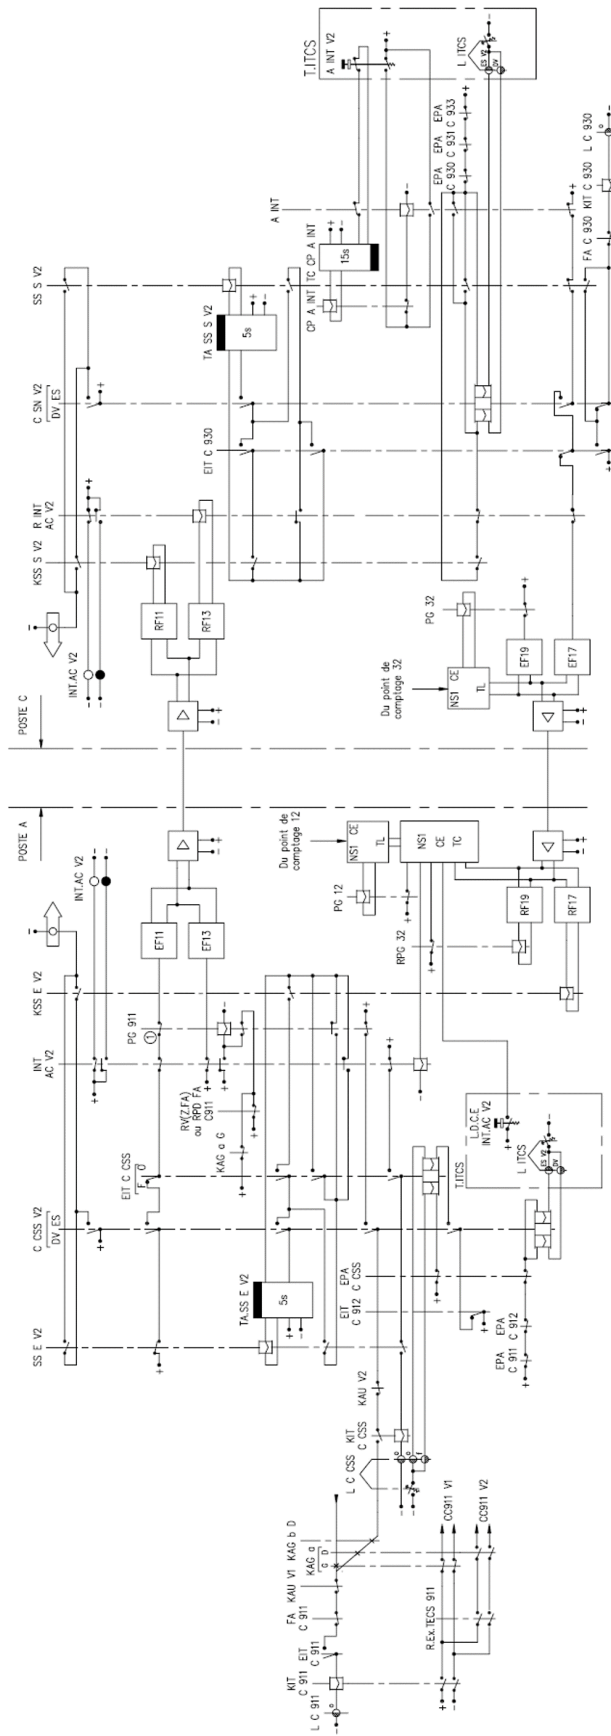 T.ITCS
A INT V2
L ITCS
ES V2
DV
EPA
C 933
EPA
C 931
EPA
C 930
A INT
L C 930
KIT C 930
FA C 930
TC CP A INT
15s
CP A INT
SS S V2
TA SS S V2
5s
C SN V2
DV.ES
EIT C 930
R INT
AC V2
KSS S V2
INT.AC V2
RF11
RF13
PG 32
NS1 CE
TL
EF19
EF17
Du point de
comptage 32
POSTE C
POSTE A
INT.AC V2
EF11
EF13
Du point de
comptage 12
NS1 CE
TL
NS1
CE
TC
PG 12
RPG 32
RF19
RF17
KSS E V2
PG 911
1
INT
AC V2
RV(Z.FA)
ou RPD FA
C911
KAG a G
L.D.C.E
INT.AC V2
L ITCS
ES V2
DV
T.ITCS
EIT C CSS
F O
C CSS V2
DV.ES
TA.SS E V2
5s
EPA
C CSS
EIT
C 912
EPA
C 912
EPA
C 911
SS E V2
KAU V2
KIT
C CSS
L C CSS
o
o
f
KAG b D
KAG a
G D
KAU V1
FA
C 911
EIT
C 911
KIT
C 911
L C 911
R.Ex.TECS 911
CC911 V1
CC911 V2